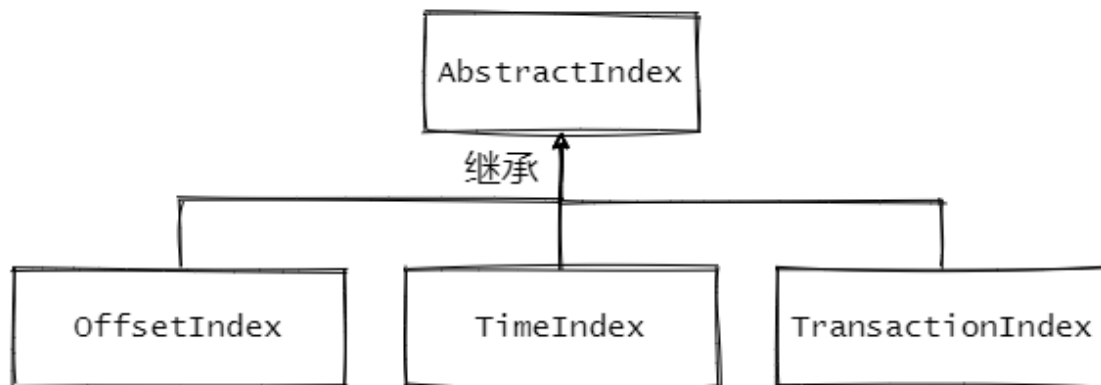 AbstractIndex
继承
OffsetIndex
TimeIndex
TransactionIndex